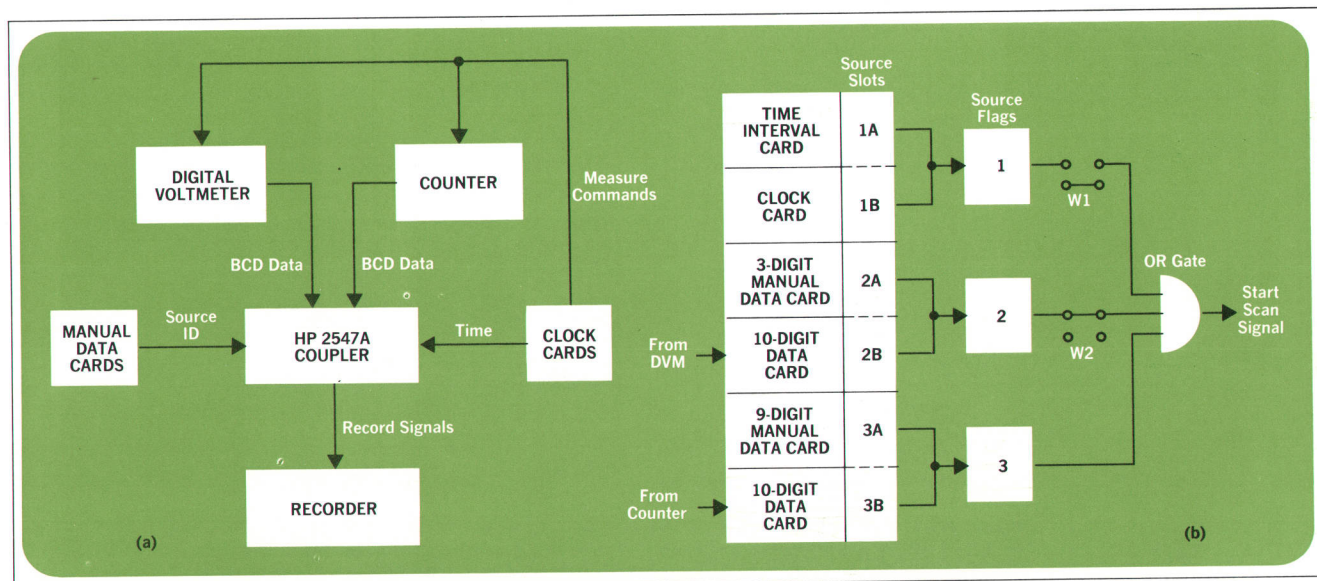 DIGITAL
VOLTMETER
COUNTER
Measure
Commands
BCD Data
BCD Data
MANUAL
DATA
CARDS
Source
ID
HP 2547A
COUPLER
Time
CLOCK
CARDS
Record Signals
RECORDER
(a)
Source
Slots
TIME
INTERVAL
CARD
1A
CLOCK
CARD
1B
3-DIGIT
MANUAL
DATA CARD
2A
From
DVM
10-DIGIT
DATA
CARD
2B
9-DIGIT
MANUAL
DATA CARD
3A
From
Counter
10-DIGIT
DATA
CARD
3B
Source
Flags
1
2
3
W1
W2
OR Gate
Start
Scan
Signal
(b)